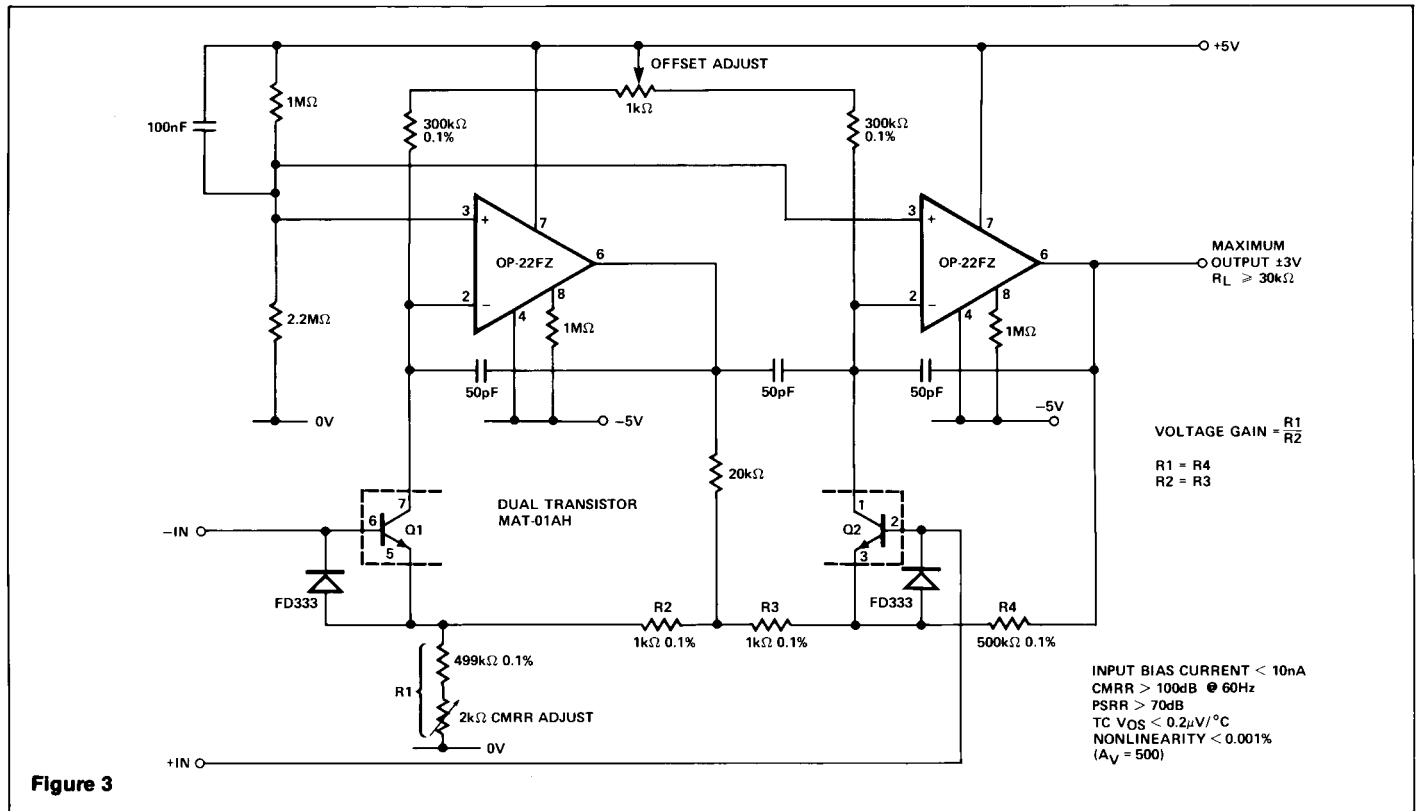 +5V
OFFSET ADJUST
1kΩ
1MΩ
100nF
300kΩ
0.1%
300kΩ
0.1%
3
+
7
OP-22FZ
6
2
−
8
4
1MΩ
3
+
7
OP-22FZ
6
2
−
8
4
1MΩ
MAXIMUM
OUTPUT ±3V
RL ≥ 30kΩ
2.2MΩ
0V
50pF
50pF
50pF
−5V
−5V
VOLTAGE GAIN = R1
R2
R1 = R4
R2 = R3
20kΩ
DUAL TRANSISTOR
MAT-01AH
−IN
7
6
Q1
5
FD333
1
Q2
2
3
FD333
R2
1kΩ 0.1%
R3
1kΩ 0.1%
R4
500kΩ 0.1%
R1
499kΩ 0.1%
2kΩ CMRR ADJUST
0V
+IN
INPUT BIAS CURRENT < 10nA
CMRR > 100dB @ 60Hz
PSRR > 70dB
TC VOS < 0.2μV/°C
NONLINEARITY < 0.001%
(AV = 500)
Figure 3